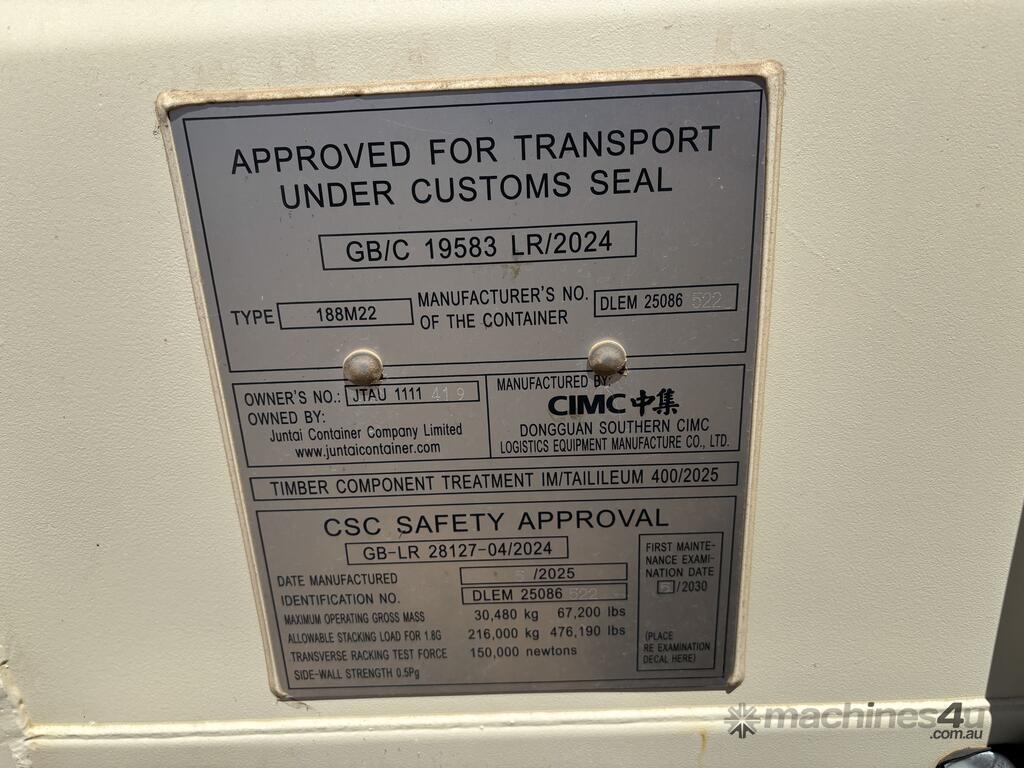 APPROVED FOR TRANSPORT
UNDER CUSTOMS SEAL
GB/C 19583 LR/2024
TYPE 188M22
MANUFACTURER'S NO.
OF THE CONTAINER
DLEM 25086 522
OWNER'S NO.: JTAU 1111 41 9
OWNED BY:
Juntai Container Company Limited
www.juntaicontainer.com
MANUFACTURED BY:
CIMC 中集
DONGGUAN SOUTHERN CIMC
LOGISTICS EQUIPMENT MANUFACTURE CO., LTD.
TIMBER COMPONENT TREATMENT IM/TAILILEUM 400/2025
CSC SAFETY APPROVAL
GB-LR 28127-04/2024
DATE MANUFACTURED 5 /2025
IDENTIFICATION NO. DLEM 25086 522
MAXIMUM OPERATING GROSS MASS 30,480 kg 67,200 lbs
ALLOWABLE STACKING LOAD FOR 1.8G 216,000 kg 476,190 lbs
TRANSVERSE RACKING TEST FORCE 150,000 newtons
SIDE-WALL STRENGTH 0.5Pg
FIRST MAINTE-
NANCE EXAMI-
NATION DATE
5 /2030
(PLACE
RE EXAMINATION
DECAL HERE)
machines4u
.com.au